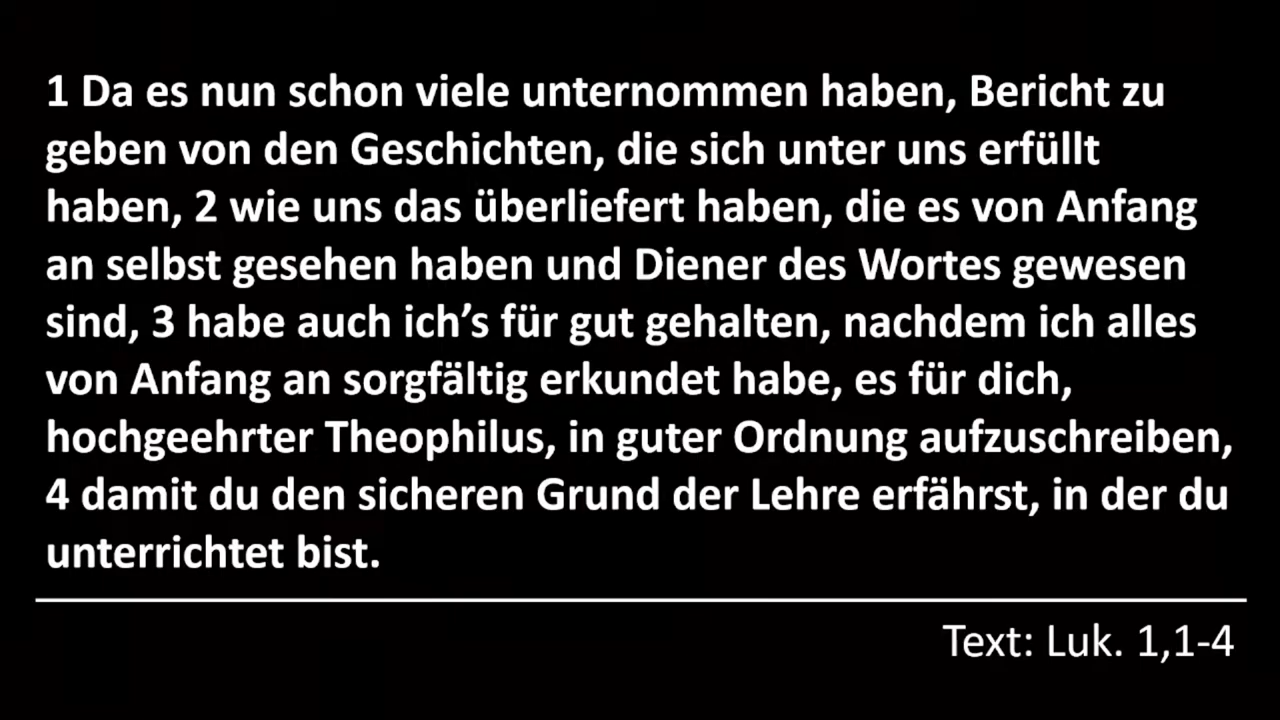 1 Da es nun schon viele unternommen haben, Bericht zu
geben von den Geschichten, die sich unter uns erfüllt
haben, 2 wie uns das überliefert haben, die es von Anfang
an selbst gesehen haben und Diener des Wortes gewesen
sind, 3 habe auch ich’s für gut gehalten, nachdem ich alles
von Anfang an sorgfältig erkundet habe, es für dich,
hochgeehrter Theophilus, in guter Ordnung aufzuschreiben,
4 damit du den sicheren Grund der Lehre erfährst, in der du
unterrichtet bist.
Text: Luk. 1,1-4